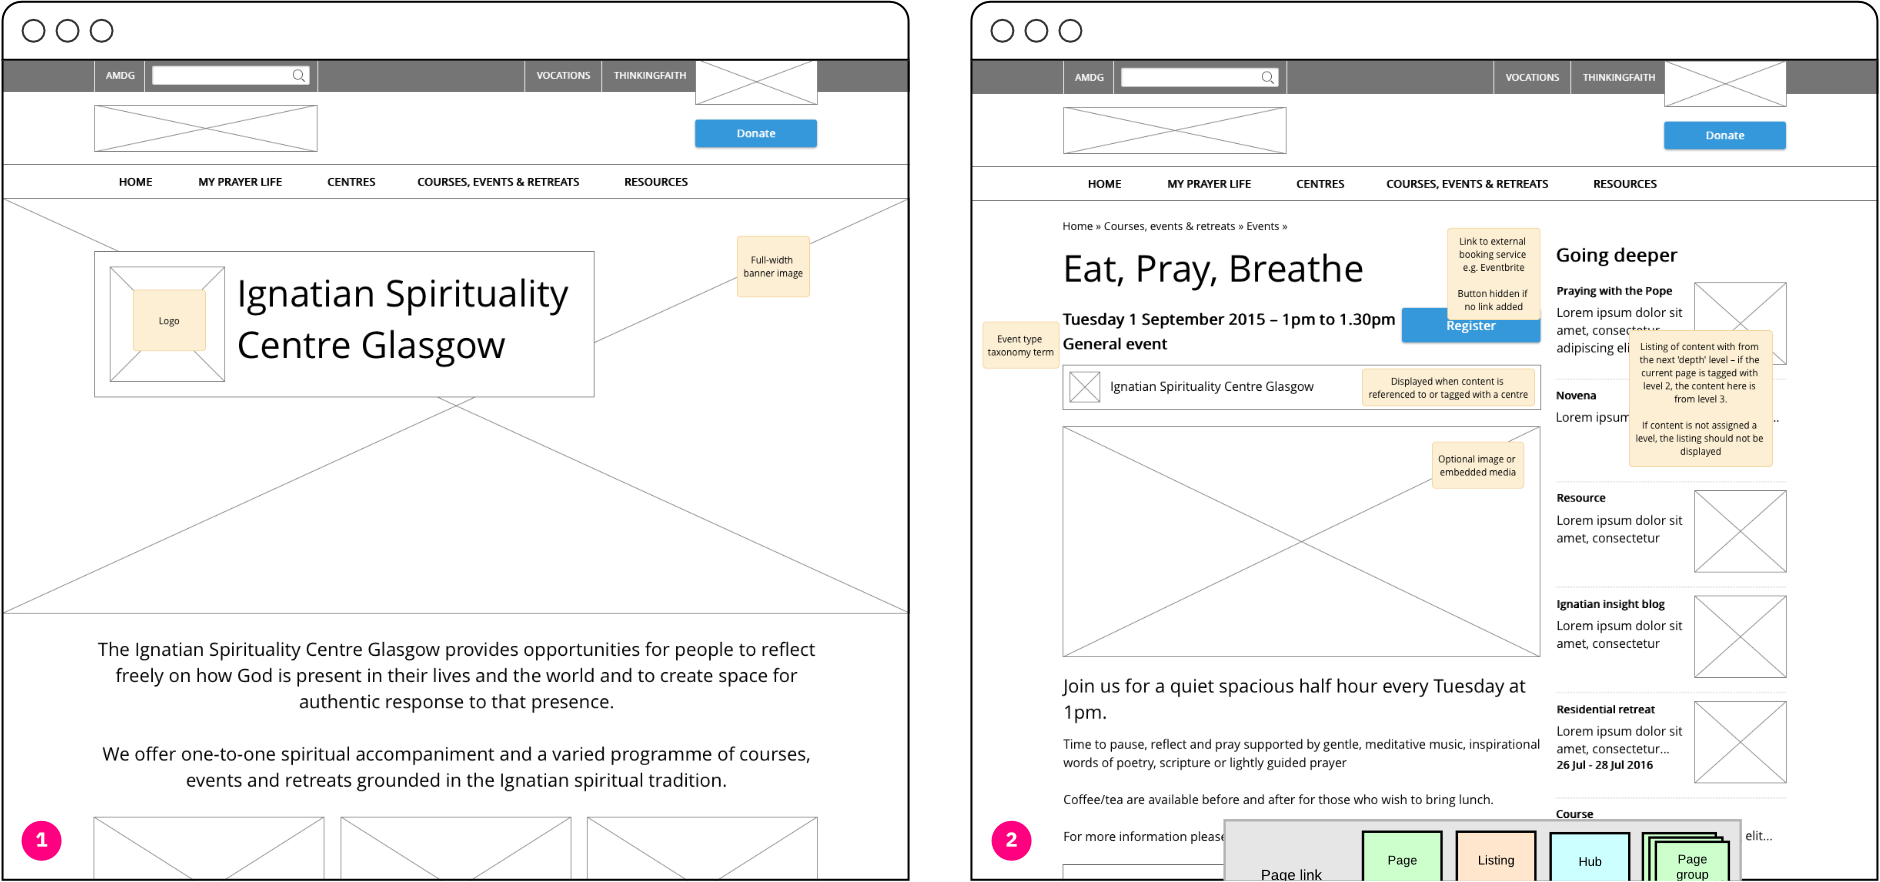 AMDG
VOCATIONS
THINKINGFAITH
Donate
HOME
MY PRAYER LIFE
CENTRES
COURSES, EVENTS & RETREATS
RESOURCES
Full-width
banner image
Logo
Ignatian Spirituality
Centre Glasgow
The Ignatian Spirituality Centre Glasgow provides opportunities for people to reflect
freely on how God is present in their lives and the world and to create space for
authentic response to that presence.
We offer one-to-one spiritual accompaniment and a varied programme of courses,
events and retreats grounded in the Ignatian spiritual tradition.
1
AMDG
VOCATIONS
THINKINGFAITH
Donate
HOME
MY PRAYER LIFE
CENTRES
COURSES, EVENTS & RETREATS
RESOURCES
Home » Courses, events & retreats » Events »
Eat, Pray, Breathe
Link to external
booking service
e.g. Eventbrite
Button hidden if
no link added
Tuesday 1 September 2015 – 1pm to 1.30pm
General event
Register
Event type
taxonomy term
Ignatian Spirituality Centre Glasgow
Displayed when content is
referenced to or tagged with a centre
Optional image or
embedded media
Join us for a quiet spacious half hour every Tuesday at
1pm.
Time to pause, reflect and pray supported by gentle, meditative music, inspirational
words of poetry, scripture or lightly guided prayer
Coffee/tea are available before and after for those who wish to bring lunch.
For more information please
Going deeper
Praying with the Pope
Lorem ipsum dolor sit
amet, consectetur
adipiscing eli
Listing of content with from
the next 'depth' level – if the
current page is tagged with
level 2, the content here is
from level 3.
If content is not assigned a
level, the listing should not be
displayed
Novena
Lorem ipsum
..
Resource
Lorem ipsum dolor sit
amet, consectetur
Ignatian insight blog
Lorem ipsum dolor sit
amet, consectetur
Residential retreat
Lorem ipsum dolor sit
amet, consectetur...
26 Jul - 28 Jul 2016
Course
elit...
2
Page link
Page
Listing
Hub
Page
group